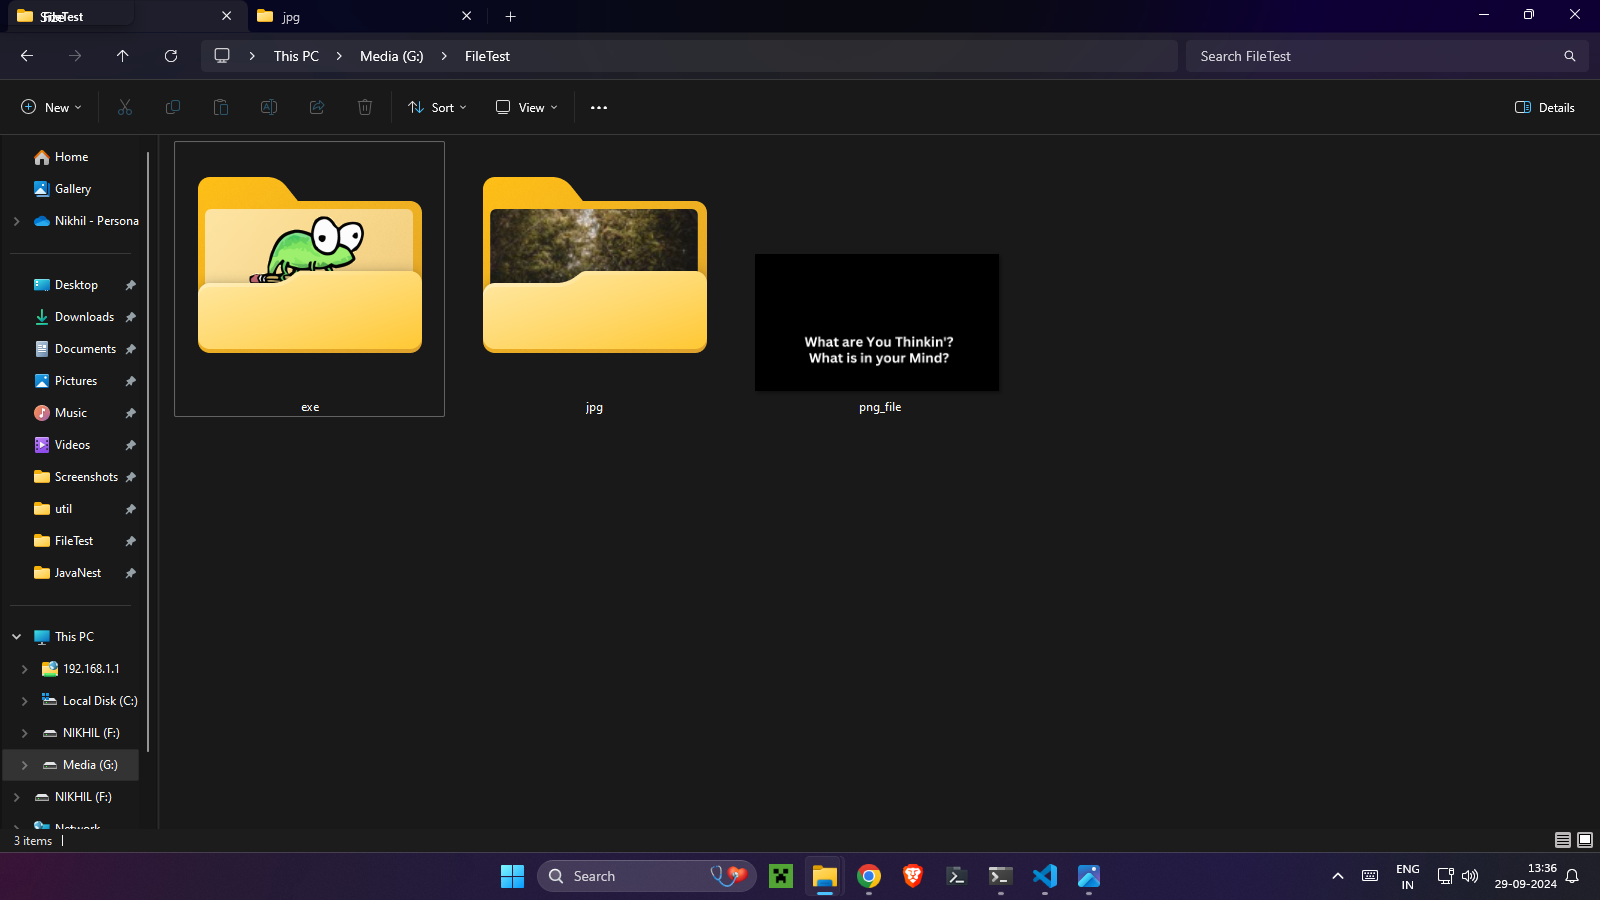 FileTest
jpg
This PC
Media (G:)
FileTest
Search FileTest
New
Sort
View
Details
Home
Gallery
Nikhil - Persona
Desktop
Downloads
Documents
Pictures
Music
Videos
Screenshots
util
FileTest
JavaNest
This PC
192.168.1.1
Local Disk (C:)
NIKHIL (F:)
Media (G:)
NIKHIL (F:)
Network
exe
jpg
What are You Thinkin'?
What is in your Mind?
png_file
3 items
Search
ENG
IN
13:36
29-09-2024